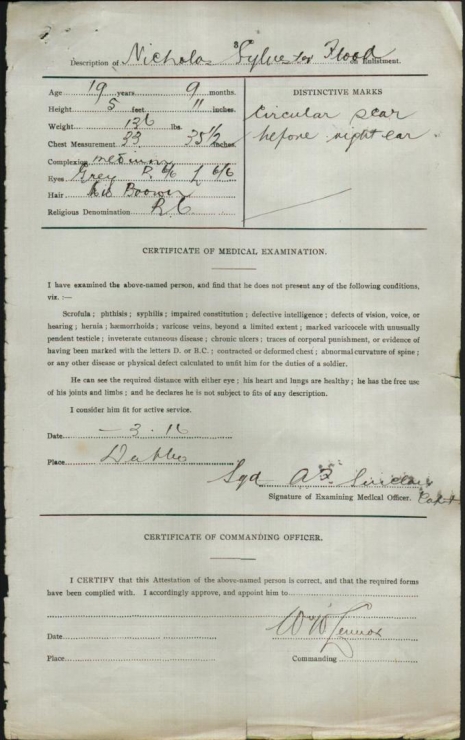 3
Description of Nicholas Sylvester Flood on Enlistment.
Age 19 years 9 months.
Height 5 feet 11 inches.
Weight 136 lbs.
Chest Measurement 33 35½ inches.
Complexion medium
Eyes Grey R. 6/6 L 6/6
Hair Brown
Religious Denomination R.C
DISTINCTIVE MARKS
Circular scar
before right ear
CERTIFICATE OF MEDICAL EXAMINATION.
I have examined the above-named person, and find that he does not present any of the following conditions,
viz. :—
Scrofula ; phthisis ; syphilis ; impaired constitution ; defective intelligence ; defects of vision, voice, or
hearing ; hernia ; hæmorrhoids ; varicose veins, beyond a limited extent ; marked varicocele with unusually
pendent testicle ; inveterate cutaneous disease ; chronic ulcers ; traces of corporal punishment, or evidence of
having been marked with the letters D. or B.C. ; contracted or deformed chest ; abnormal curvature of spine ;
or any other disease or physical defect calculated to unfit him for the duties of a soldier.
He can see the required distance with either eye ; his heart and lungs are healthy ; he has the free use
of his joints and limbs ; and he declares he is not subject to fits of any description.
I consider him fit for active service.
Date — 3. 16
Place Dubbo
Sgd A Sinclair Capt
Signature of Examining Medical Officer.
CERTIFICATE OF COMMANDING OFFICER.
I CERTIFY that this Attestation of the above-named person is correct, and that the required forms
have been complied with. I accordingly approve, and appoint him to
Date
W W Lennox
Place
Commanding